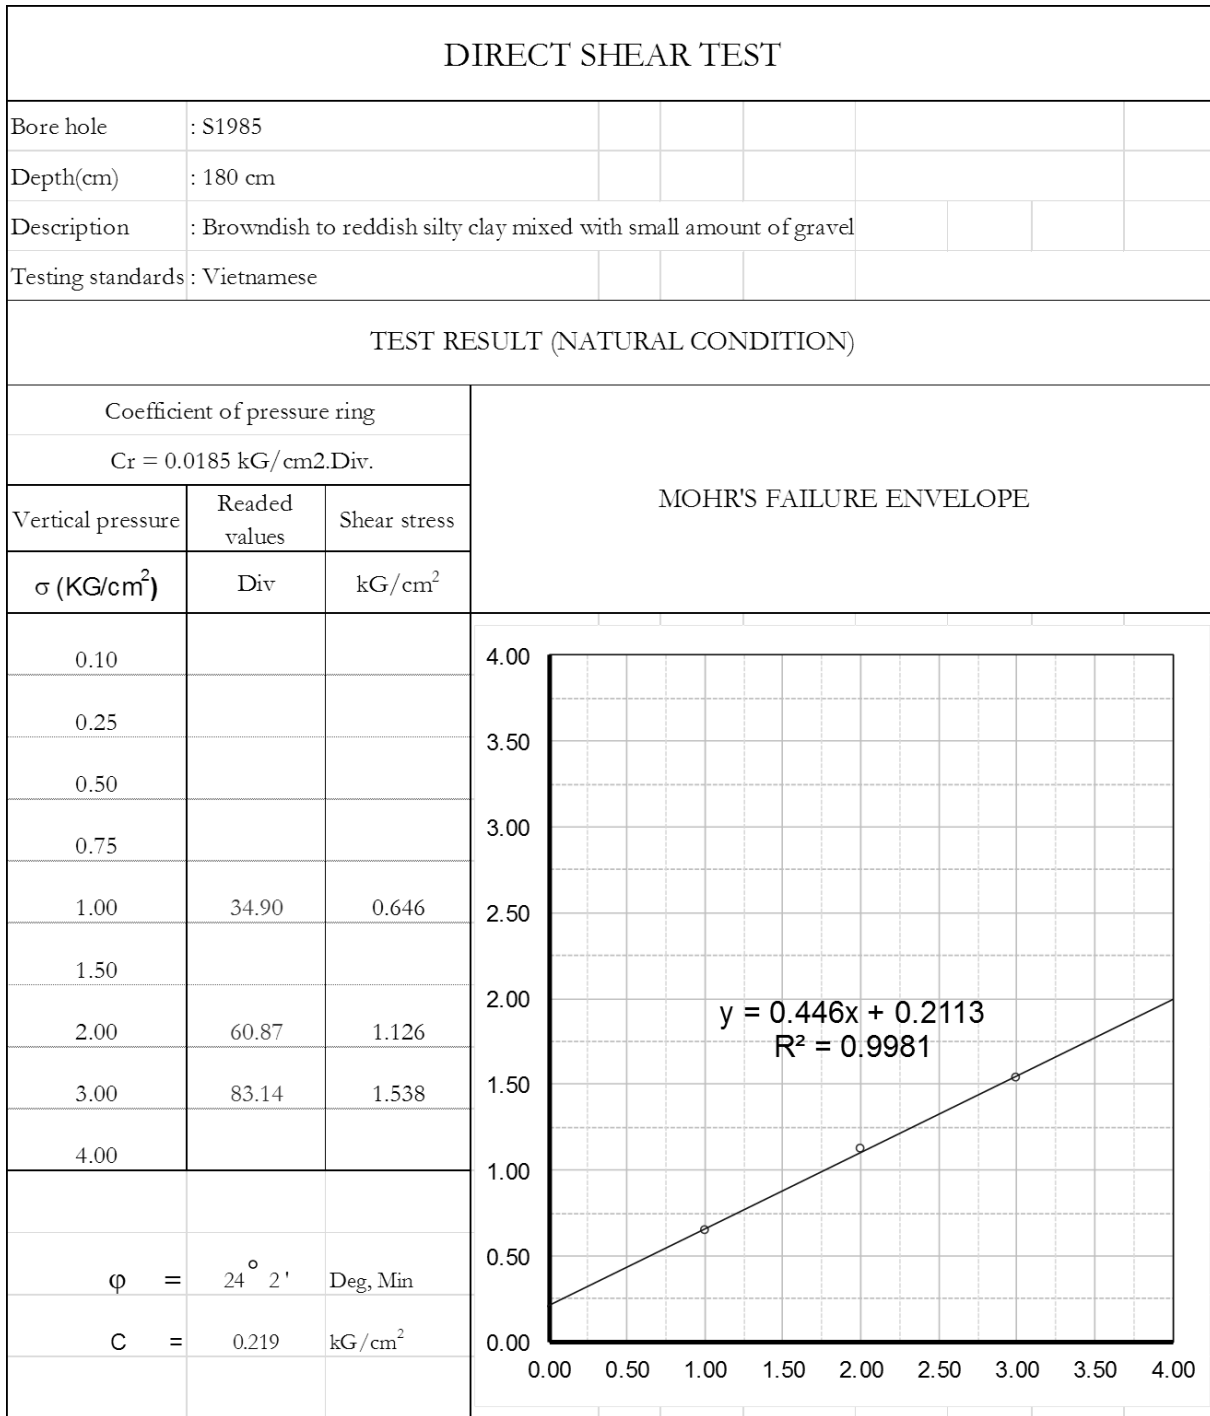 DIRECT SHEAR TEST
Bore hole : S1985
Depth(cm) : 180 cm
Description : Browndish to reddish silty clay mixed with small amount of gravel
Testing standards : Vietnamese
TEST RESULT (NATURAL CONDITION)
Coefficient of pressure ring
Cr = 0.0185 kG/cm2.Div.
Vertical pressure Readed values Shear stress
σ (KG/cm²) Div kG/cm²
0.10
0.25
0.50
0.75
1.00 34.90 0.646
1.50
2.00 60.87 1.126
3.00 83.14 1.538
4.00
φ = 24° 2' Deg, Min
C = 0.219 kG/cm²
MOHR'S FAILURE ENVELOPE
4.00
3.50
3.00
2.50
2.00
1.50
1.00
0.50
0.00
y = 0.446x + 0.2113
R² = 0.9981
0.00 0.50 1.00 1.50 2.00 2.50 3.00 3.50 4.00